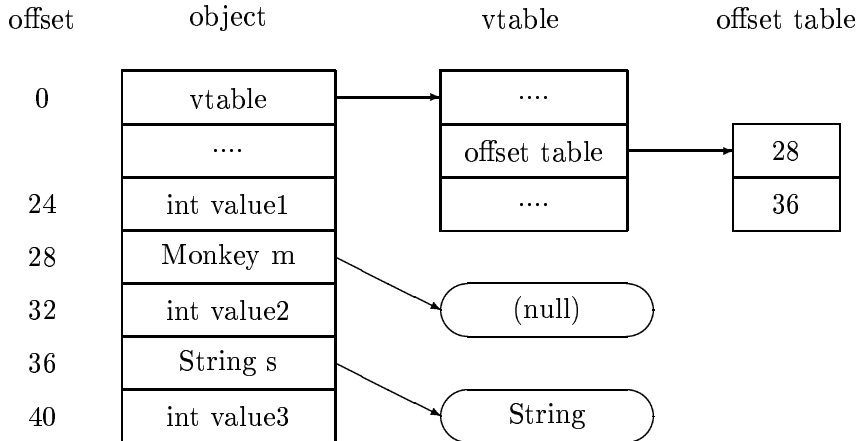 offset object vtable offset table
0 vtable ....
.... offset table 28
24 int value1 .... 36
28 Monkey m
32 int value2 (null)
36 String s
40 int value3 String